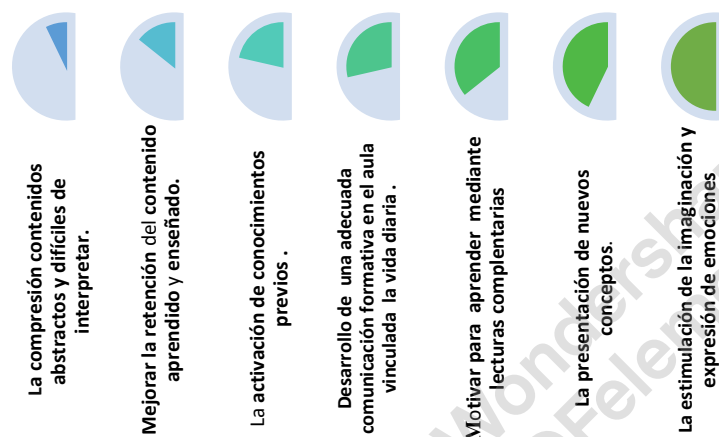 La compresión contenidos
abstractos y difíciles de
interpretar.
Mejorar la retención del contenido
aprendido y enseñado.
La activación de conocimientos
previos .
Desarrollo de una adecuada
comunicación formativa en el aula
vinculada la vida diaria .
Motivar para aprender mediante
lecturas complentarias
La presentación de nuevos
conceptos.
La estimulación de la imaginación y
expresión de emociones